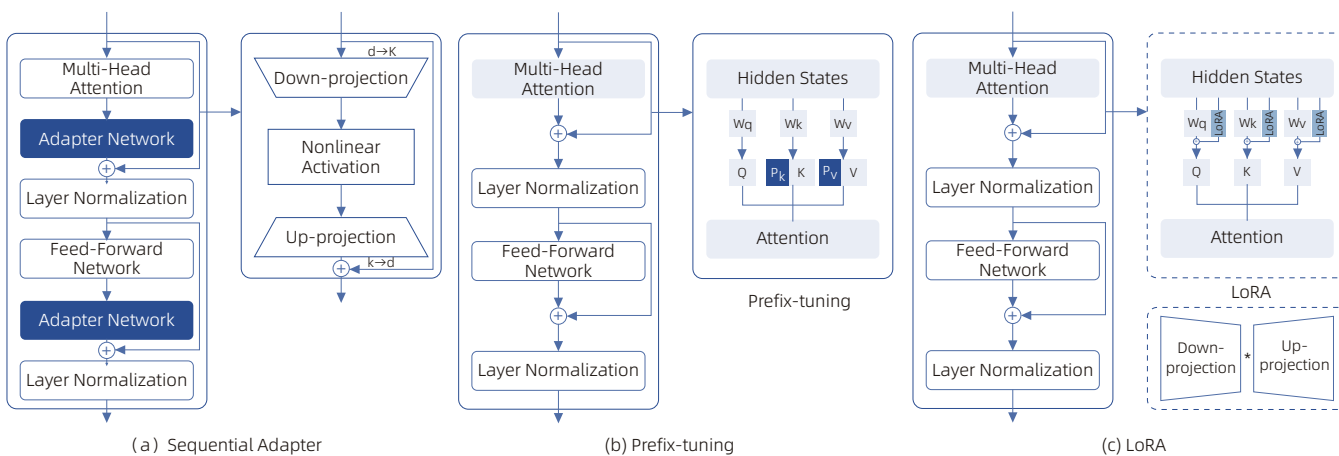 Multi-Head
Attention
Adapter Network
+
Layer Normalization
Feed-Forward
Network
Adapter Network
+
Layer Normalization
d→K
Down-projection
Nonlinear
Activation
Up-projection
k→d
+
(a) Sequential Adapter
Multi-Head
Attention
+
Layer Normalization
Feed-Forward
Network
+
Layer Normalization
Hidden States
Wq Wk Wv
Q Pk K Pv V
Attention
Prefix-tuning
(b) Prefix-tuning
Multi-Head
Attention
+
Layer Normalization
Feed-Forward
Network
+
Layer Normalization
Hidden States
Wq LoRA Wk LoRA Wv LoRA
Q K V
Attention
LoRA
Down-
projection
*
Up-
projection
(c) LoRA